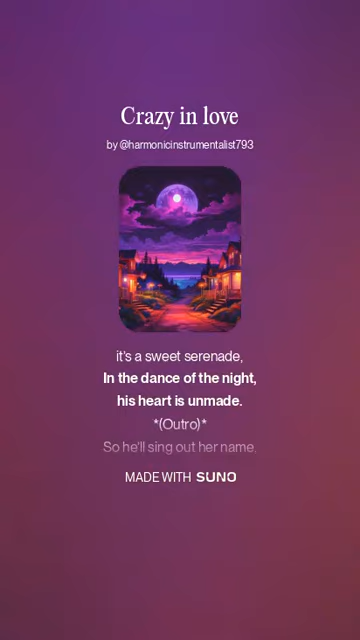 Crazy in love
by @harmonicinstrumentalist793
it's a sweet serenade,
In the dance of the night,
his heart is unmade.
*(Outro)*
So he'll sing out her name.
MADE WITH SUNO